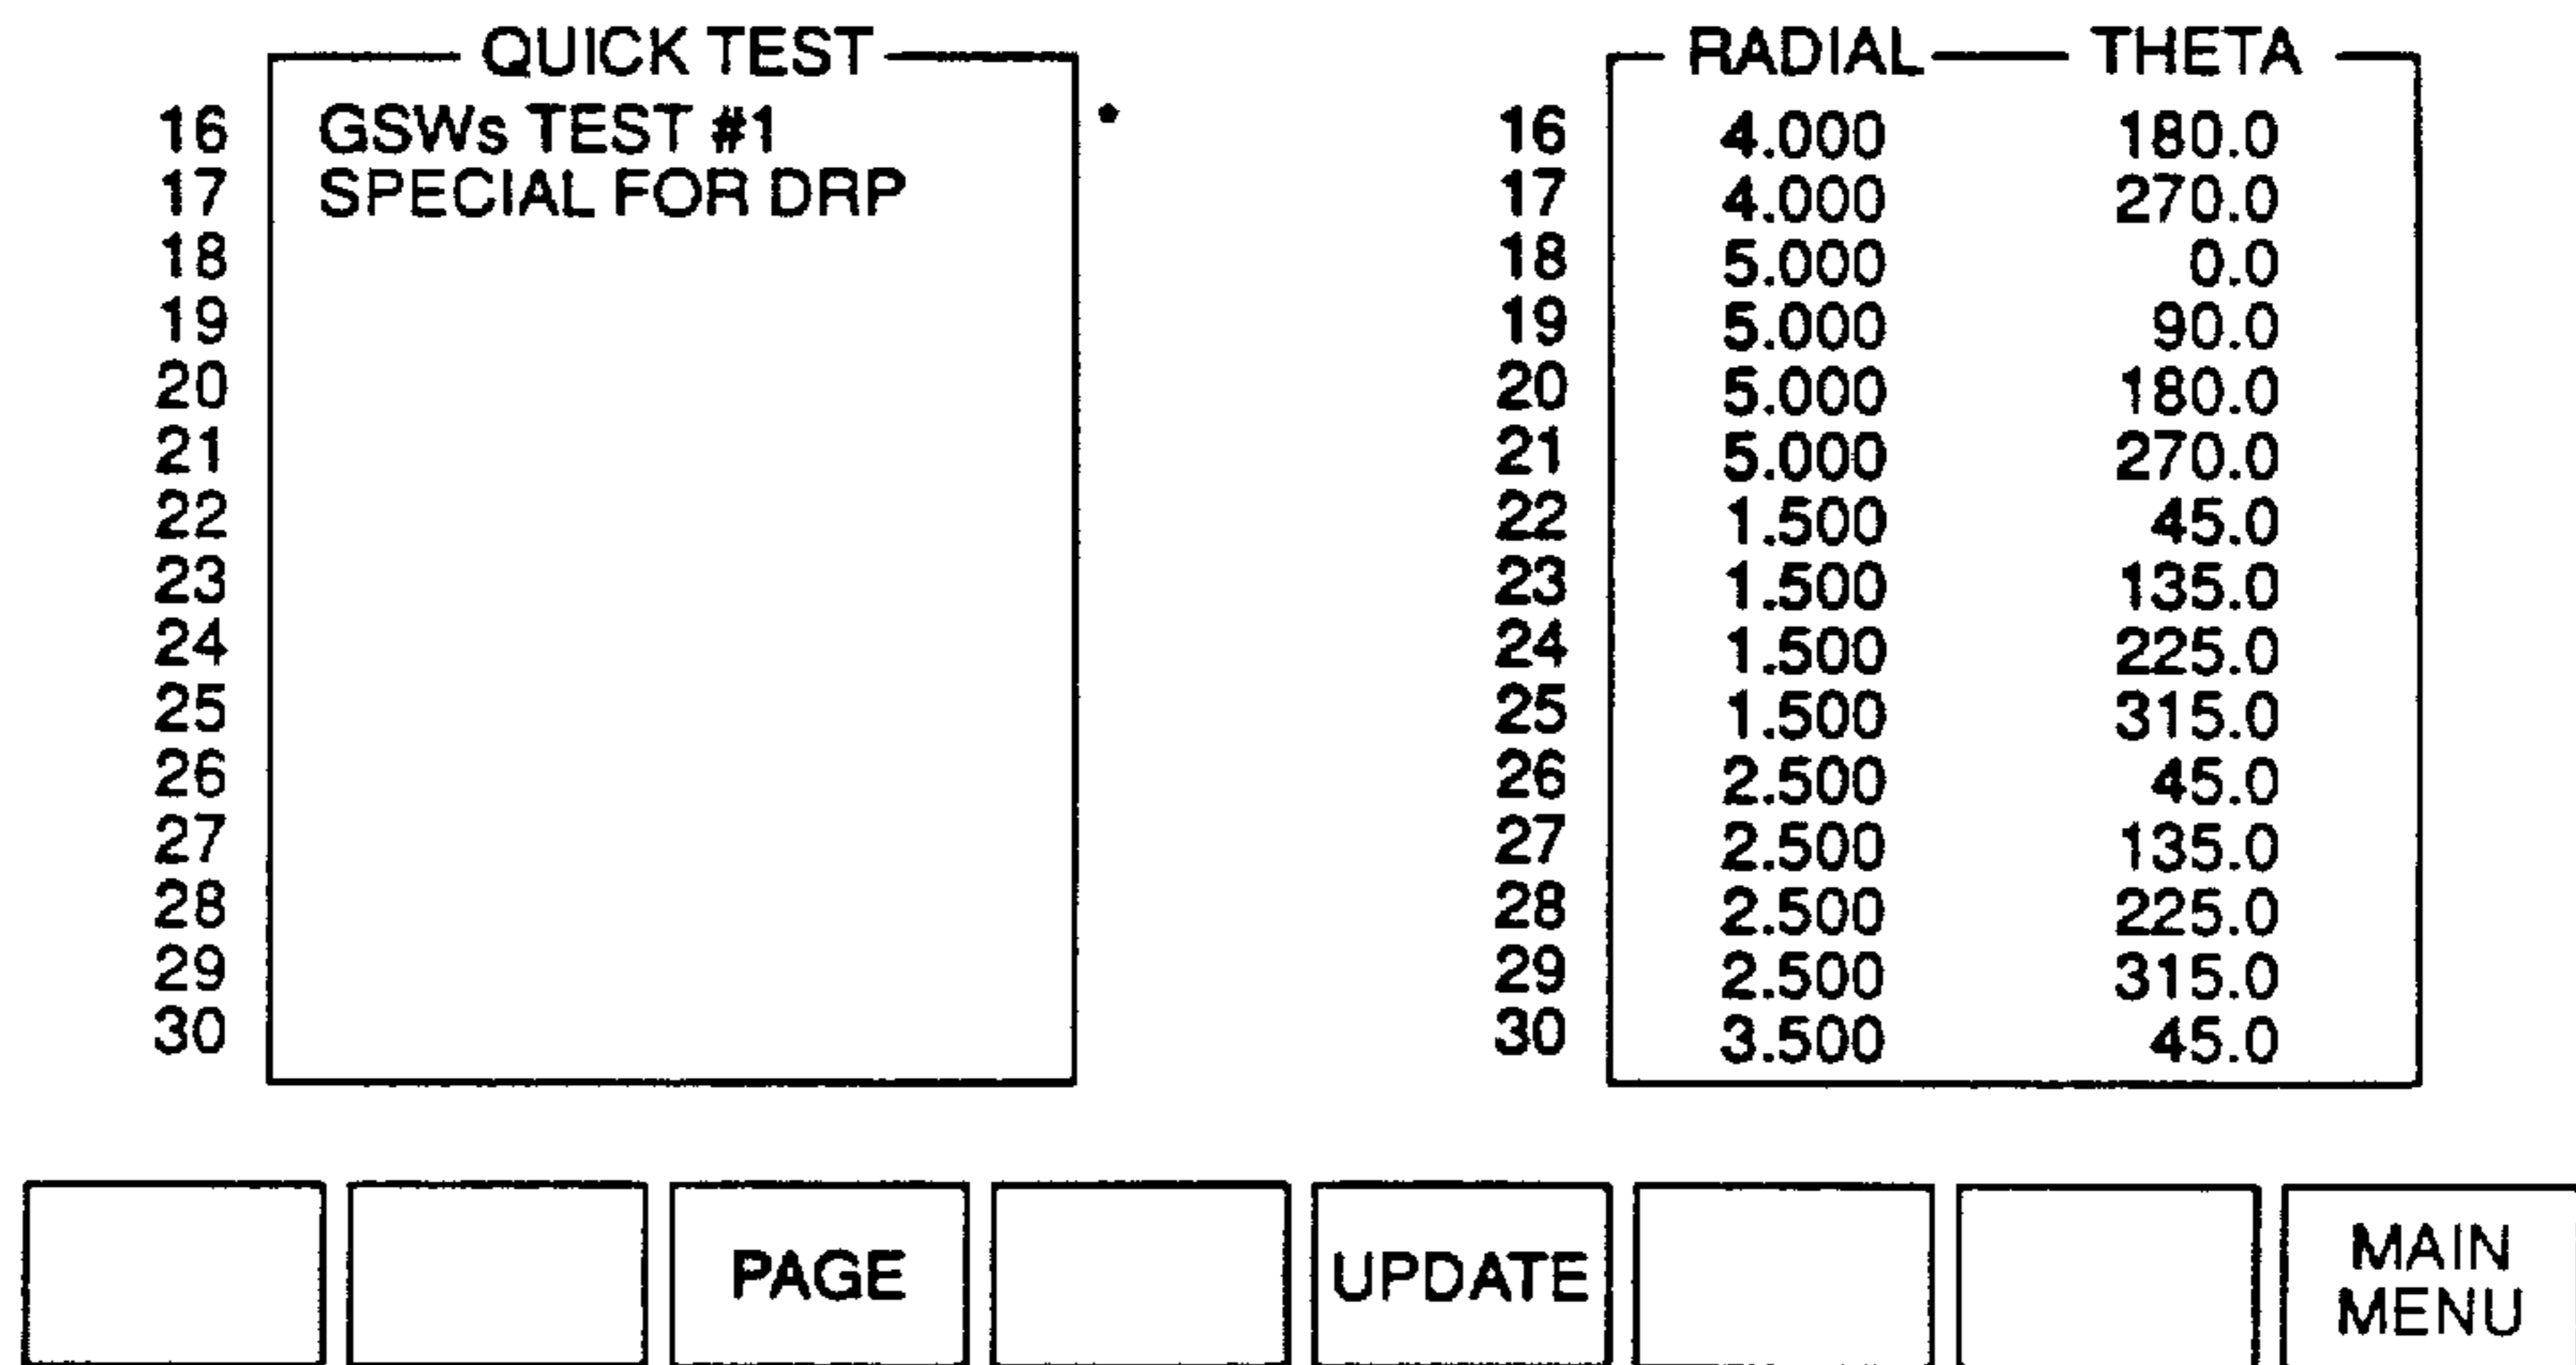 QUICK TEST RADIAL THETA
16 GSWs TEST #1 * 16 4.000 180.0
17 SPECIAL FOR DRP 17 4.000 270.0
18 18 5.000 0.0
19 19 5.000 90.0
20 20 5.000 180.0
21 21 5.000 270.0
22 22 1.500 45.0
23 23 1.500 135.0
24 24 1.500 225.0
25 25 1.500 315.0
26 26 2.500 45.0
27 27 2.500 135.0
28 28 2.500 225.0
29 29 2.500 315.0
30 30 3.500 45.0
PAGE UPDATE MAIN
MENU